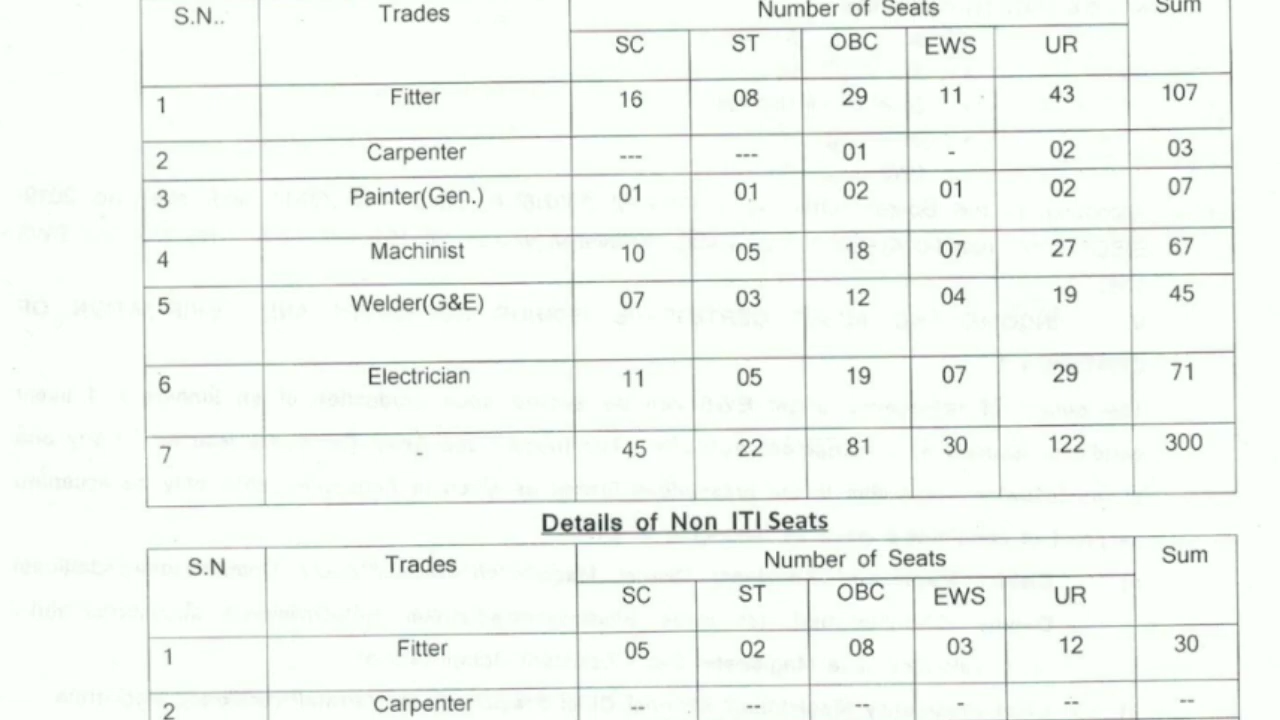 S.N.. Trades Number of Seats Sum
SC ST OBC EWS UR
1 Fitter 16 08 29 11 43 107
2 Carpenter --- --- 01 - 02 03
3 Painter(Gen.) 01 01 02 01 02 07
4 Machinist 10 05 18 07 27 67
5 Welder(G&E) 07 03 12 04 19 45
6 Electrician 11 05 19 07 29 71
7 - 45 22 81 30 122 300
Details of Non ITI Seats
S.N Trades Number of Seats Sum
SC ST OBC EWS UR
1 Fitter 05 02 08 03 12 30
2 Carpenter -- -- -- - -- --